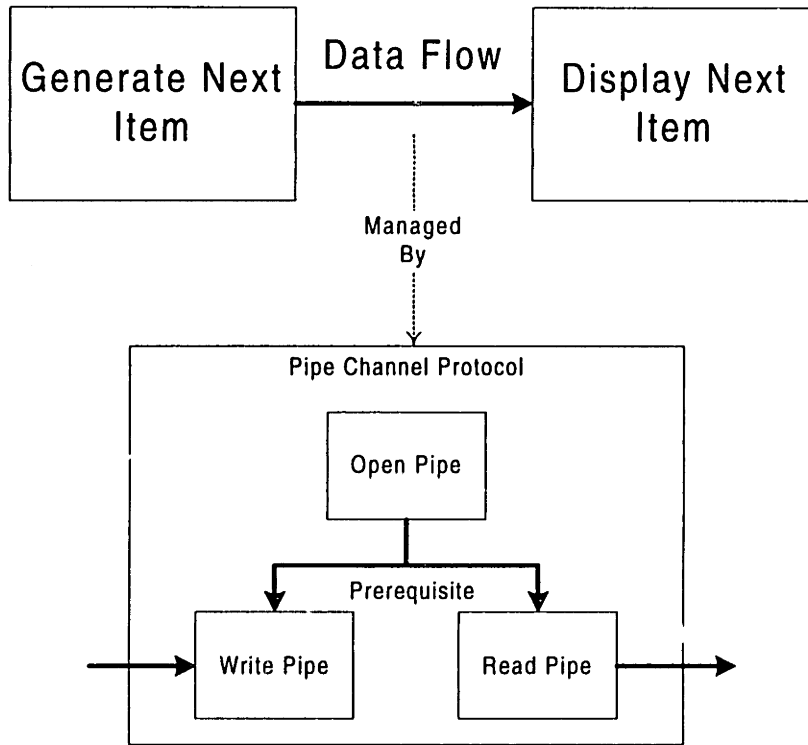 Generate Next
Item
Data Flow
Display Next
Item
Managed
By
Pipe Channel Protocol
Open Pipe
Prerequisite
Write Pipe
Read Pipe